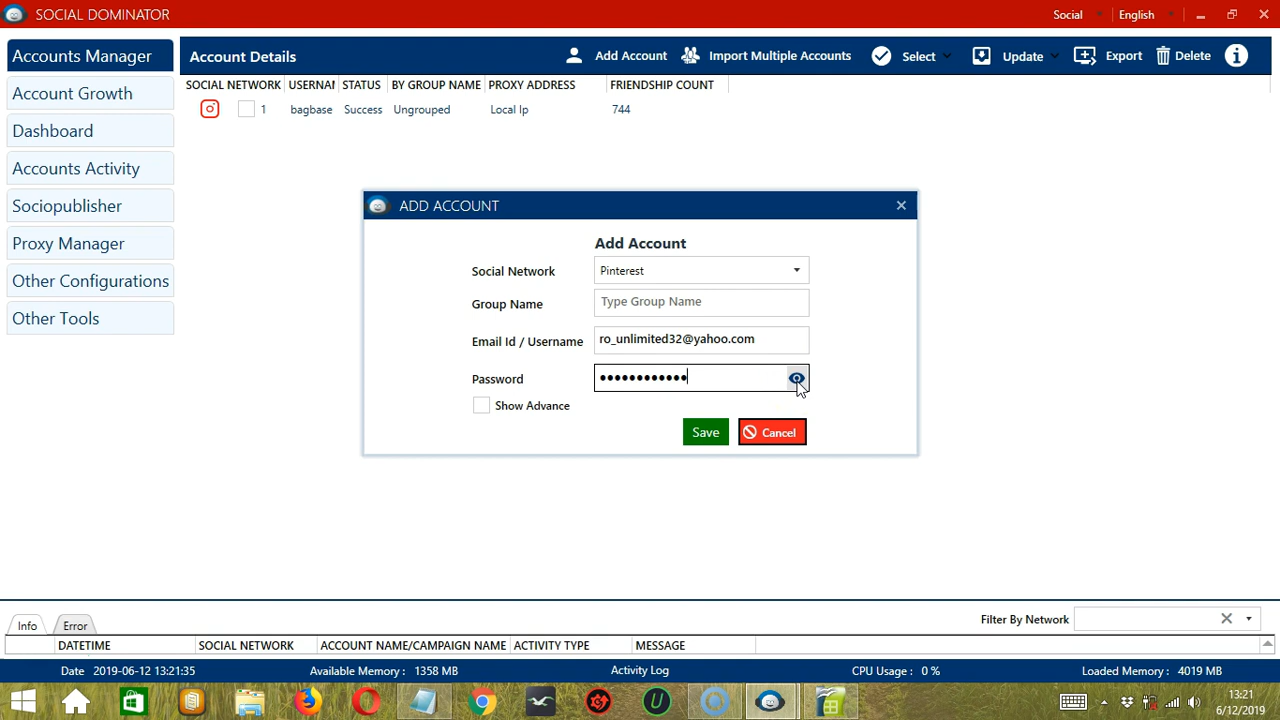 SOCIAL DOMINATOR
Social English
Accounts Manager
Account Growth
Dashboard
Accounts Activity
Sociopublisher
Proxy Manager
Other Configurations
Other Tools
Account Details Add Account Import Multiple Accounts Select Update Export Delete
SOCIAL NETWORK USERNAM STATUS BY GROUP NAME PROXY ADDRESS FRIENDSHIP COUNT
1 bagbase Success Ungrouped Local Ip 744
ADD ACCOUNT
Add Account
Social Network Pinterest
Group Name Type Group Name
Email Id / Username ro_unlimited32@yahoo.com
Password ••••••••••••
Show Advance
Save Cancel
Info Error Filter By Network
DATETIME SOCIAL NETWORK ACCOUNT NAME/CAMPAIGN NAME ACTIVITY TYPE MESSAGE
Date 2019-06-12 13:21:35 Available Memory : 1358 MB Activity Log CPU Usage : 0 % Loaded Memory : 4019 MB
13:21
6/12/2019